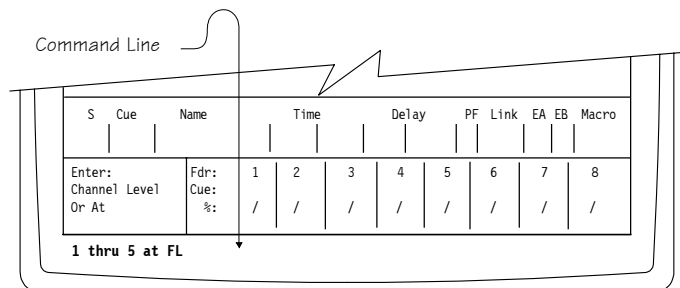 Command Line
S Cue Name Time Delay PF Link EA EB Macro
Enter: Fdr: 1 2 3 4 5 6 7 8
Channel Level Cue:
Or At %: / / / / / / / /
1 thru 5 at FL